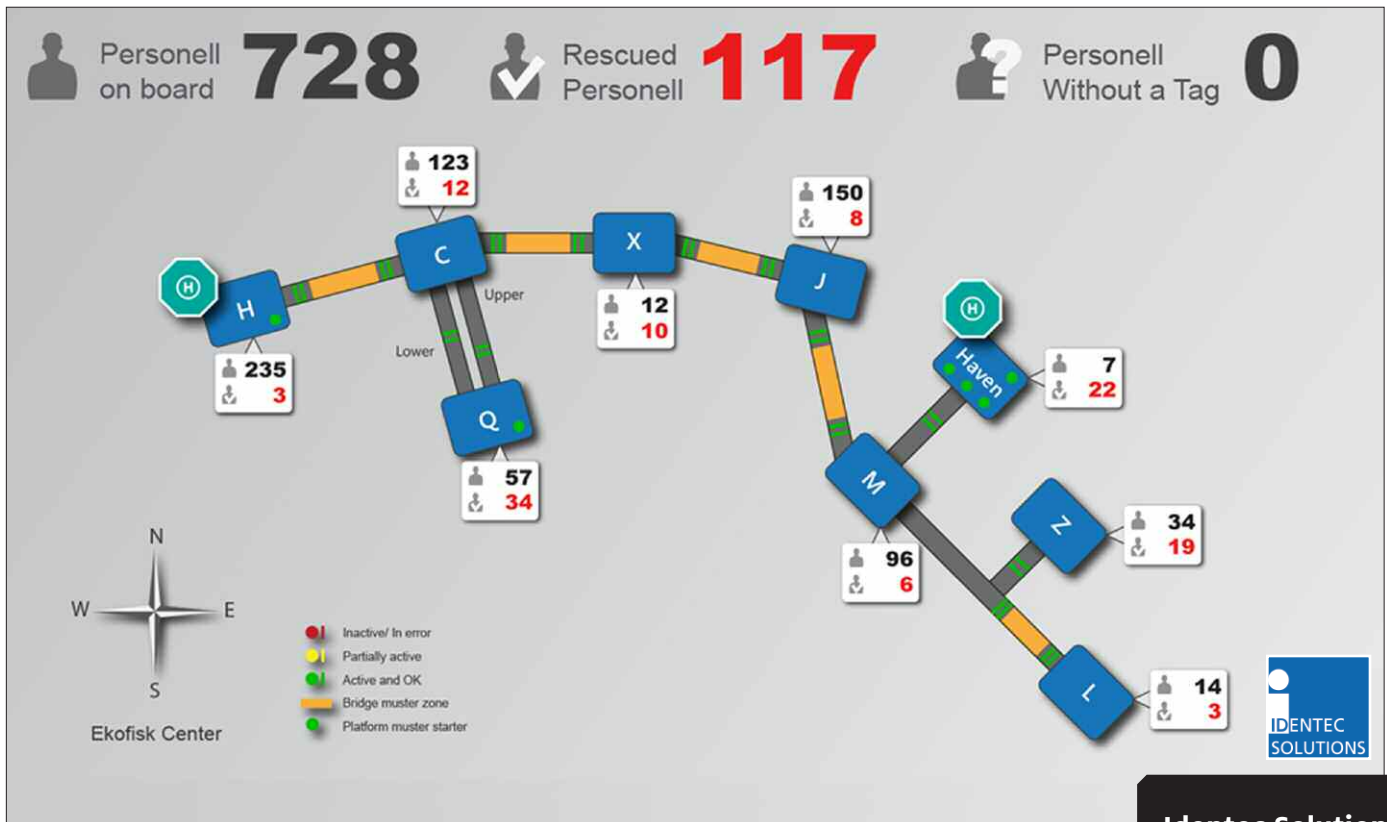 Personell
on board
728
Rescued
Personell
117
Personell
Without a Tag
0
123
12
150
8
C
X
J
H
H
H
Upper
Lower
12
10
235
3
Haven
7
22
Q
57
34
M
96
6
Z
34
19
L
14
3
N
W
E
S
Ekofisk Center
Inactive/ In error
Partially active
Active and OK
Bridge muster zone
Platform muster starter
IDENTEC
SOLUTIONS